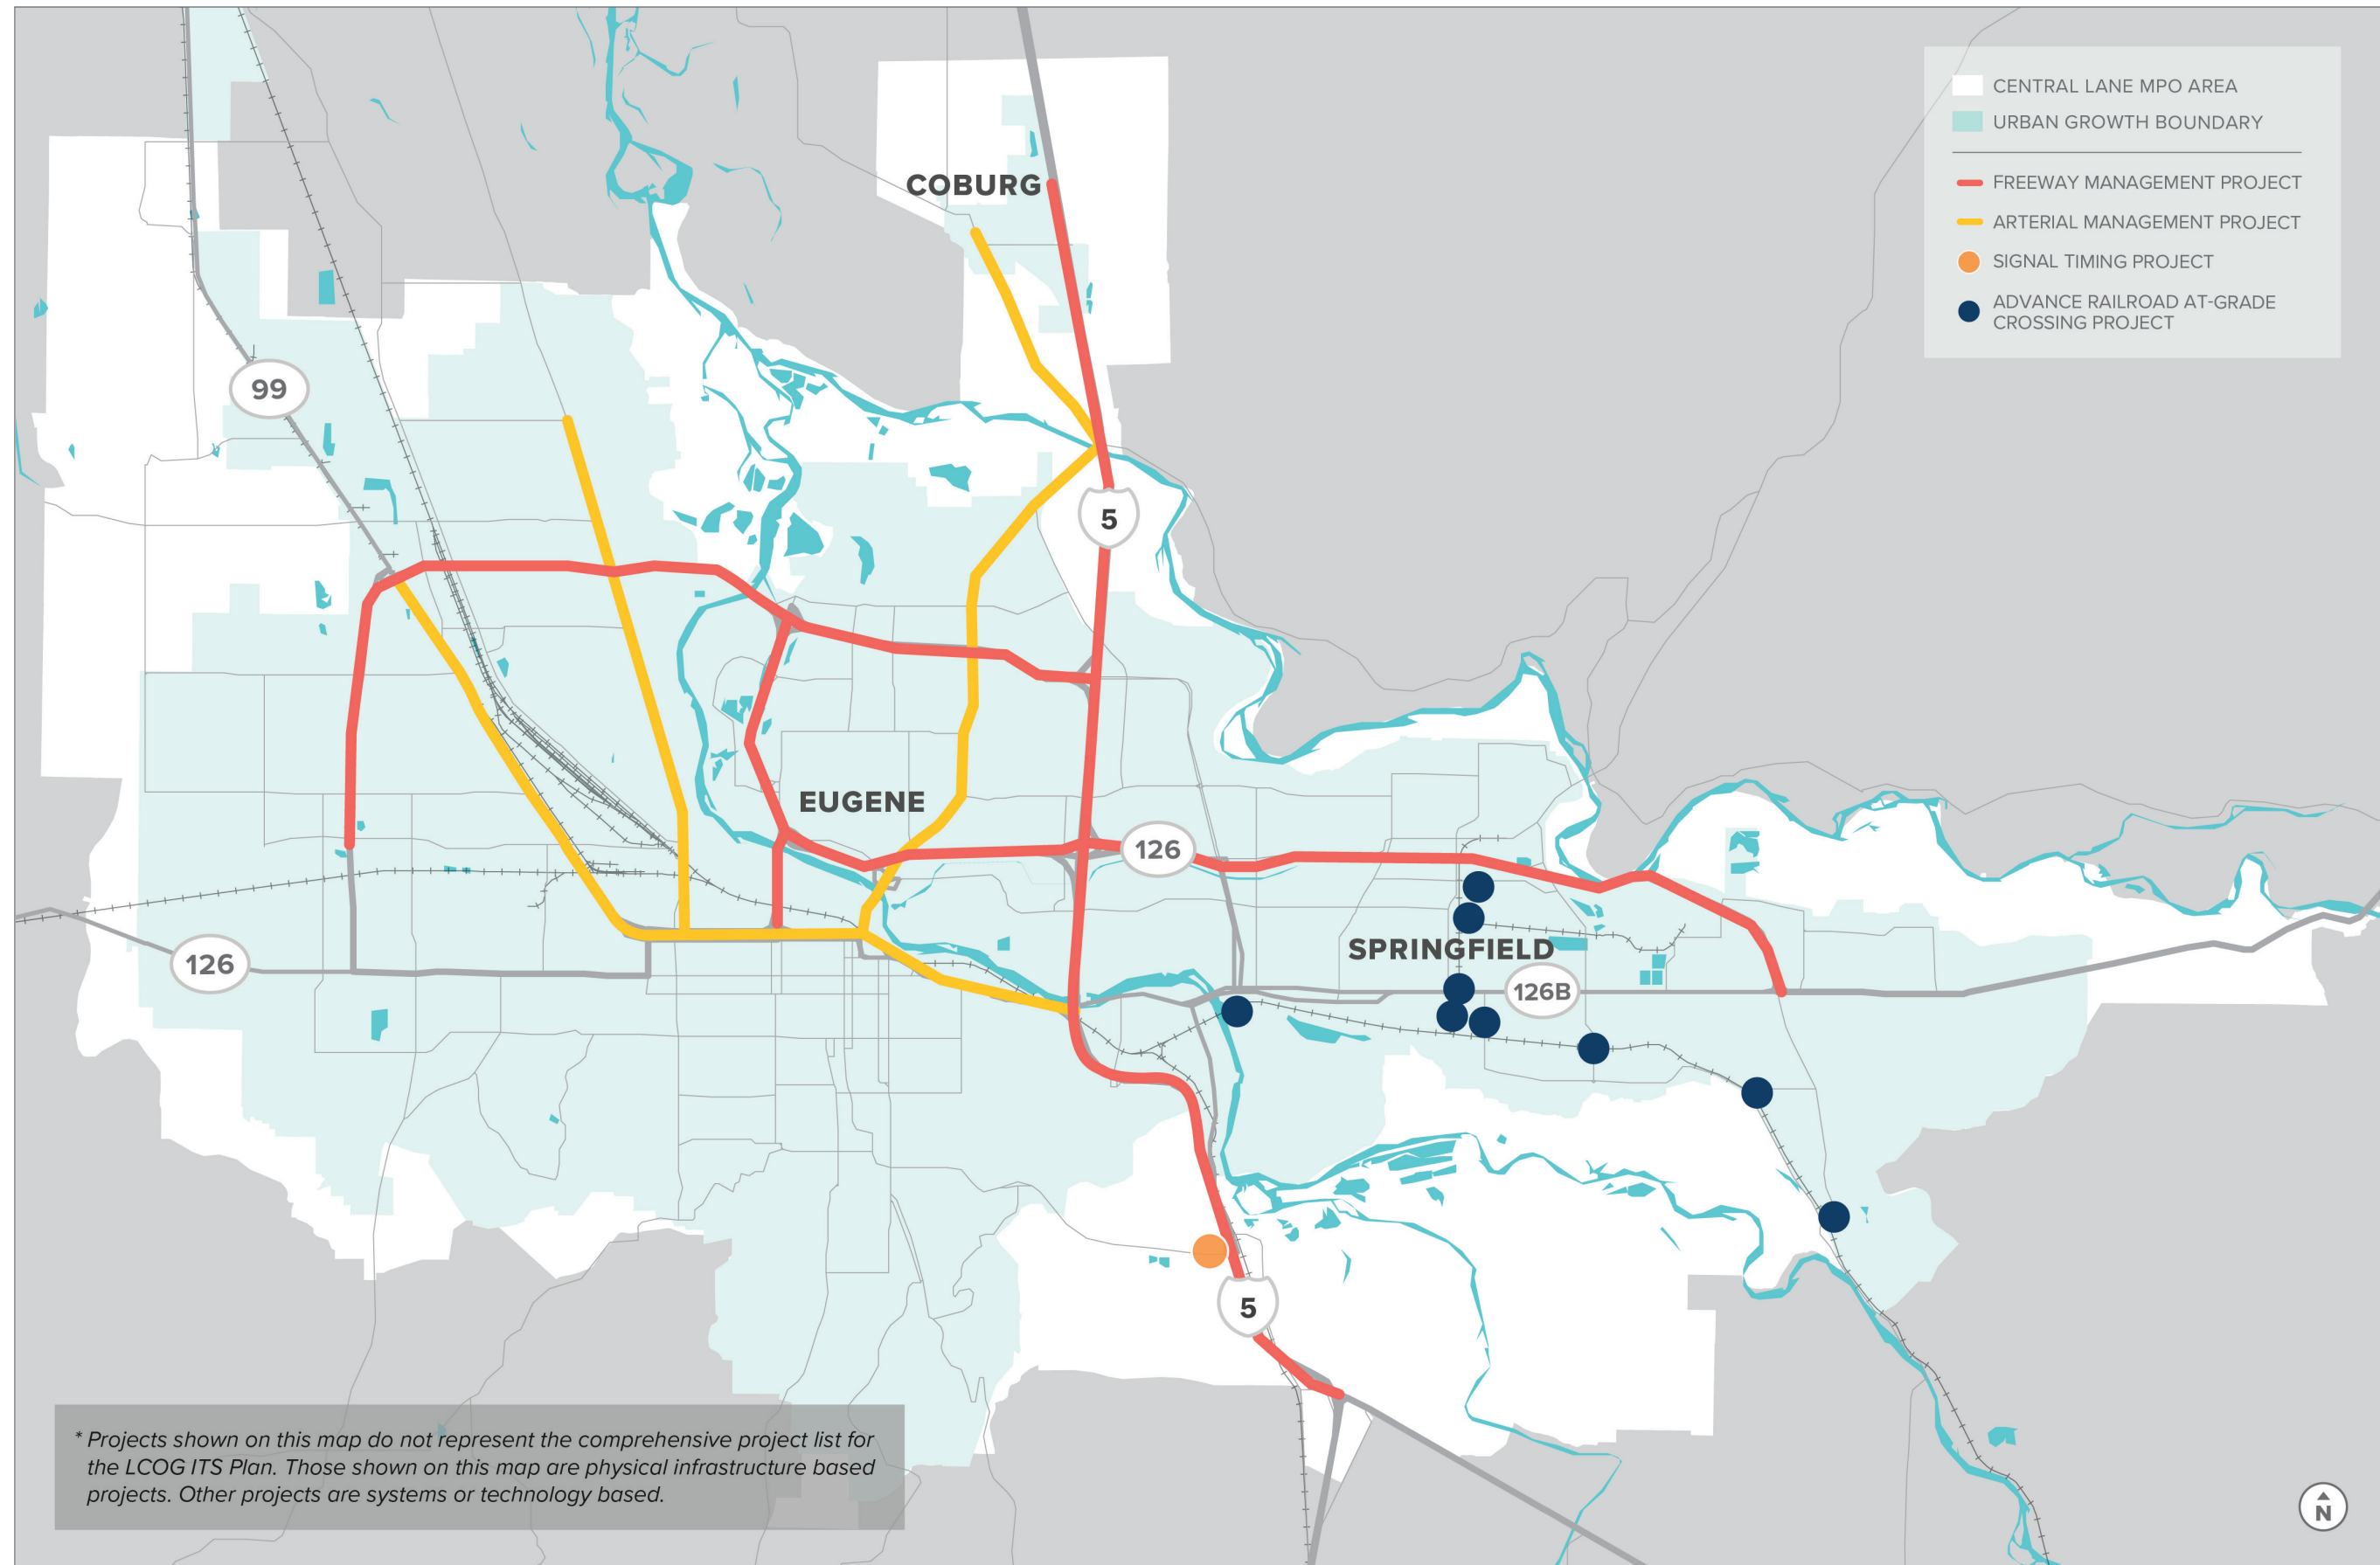 CENTRAL LANE MPO AREA
URBAN GROWTH BOUNDARY
FREEWAY MANAGEMENT PROJECT
ARTERIAL MANAGEMENT PROJECT
SIGNAL TIMING PROJECT
ADVANCE RAILROAD AT-GRADE
CROSSING PROJECT
COBURG
99
5
EUGENE
126
SPRINGFIELD
126
126B
5
* Projects shown on this map do not represent the comprehensive project list for
the LCOG ITS Plan. Those shown on this map are physical infrastructure based
projects. Other projects are systems or technology based.
N